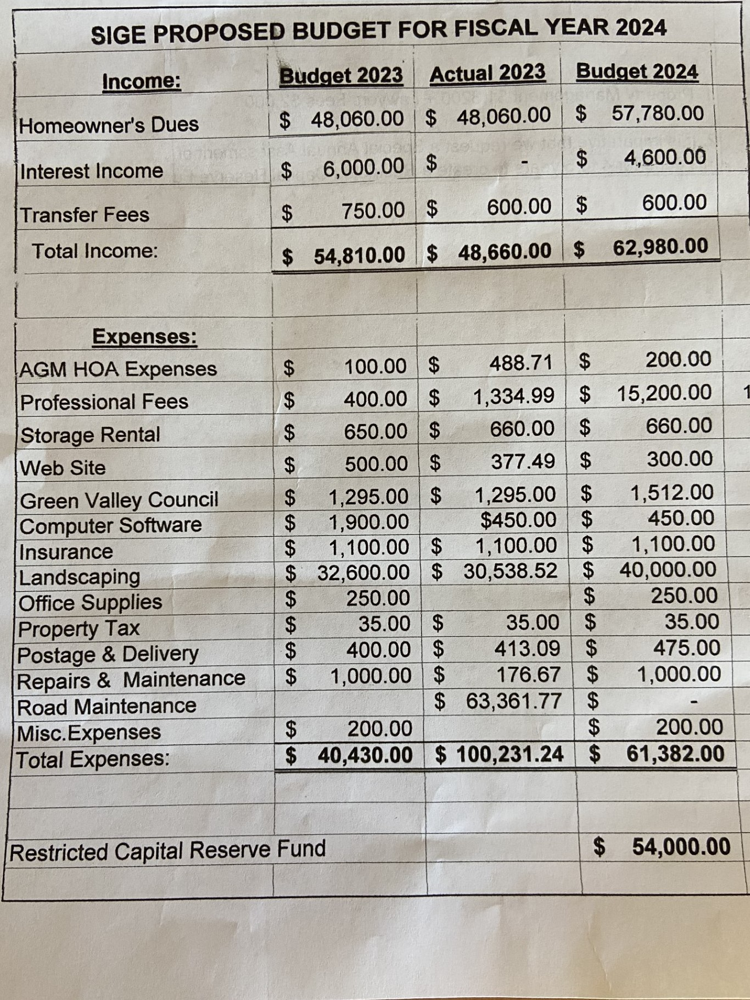 SIGE PROPOSED BUDGET FOR FISCAL YEAR 2024
Income: Budget 2023 Actual 2023 Budget 2024
Homeowner's Dues $ 48,060.00 $ 48,060.00 $ 57,780.00
Interest Income $ 6,000.00 $ - $ 4,600.00
Transfer Fees $ 750.00 $ 600.00 $ 600.00
Total Income: $ 54,810.00 $ 48,660.00 $ 62,980.00
Expenses:
AGM HOA Expenses $ 100.00 $ 488.71 $ 200.00
Professional Fees $ 400.00 $ 1,334.99 $ 15,200.00 1
Storage Rental $ 650.00 $ 660.00 $ 660.00
Web Site $ 500.00 $ 377.49 $ 300.00
Green Valley Council $ 1,295.00 $ 1,295.00 $ 1,512.00
Computer Software $ 1,900.00 $450.00 $ 450.00
Insurance $ 1,100.00 $ 1,100.00 $ 1,100.00
Landscaping $ 32,600.00 $ 30,538.52 $ 40,000.00
Office Supplies $ 250.00 $ 250.00
Property Tax $ 35.00 $ 35.00 $ 35.00
Postage & Delivery $ 400.00 $ 413.09 $ 475.00
Repairs & Maintenance $ 1,000.00 $ 176.67 $ 1,000.00
Road Maintenance $ 63,361.77 $ -
Misc.Expenses $ 200.00 $ 200.00
Total Expenses: $ 40,430.00 $ 100,231.24 $ 61,382.00
Restricted Capital Reserve Fund $ 54,000.00